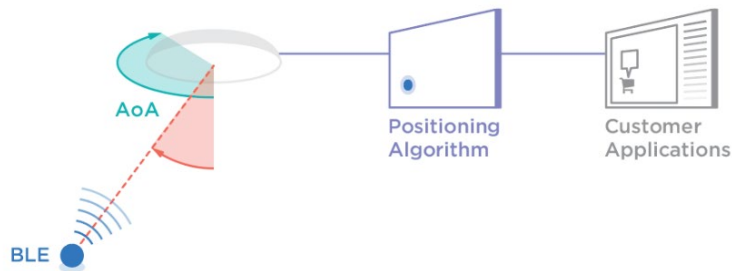 AoA
BLE
Positioning
Algorithm
Customer
Applications